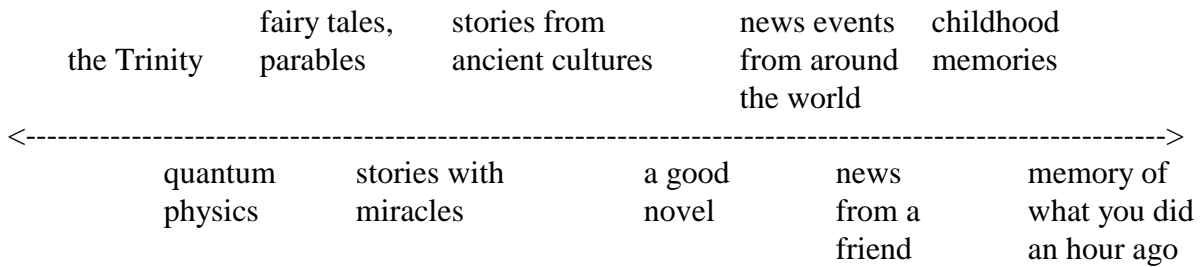 fairy tales, stories from news events childhood
the Trinity parables ancient cultures from around memories
the world
<----------------------------------------------------------------------------------------------------------------->
quantum stories with a good news memory of
physics miracles novel from a what you did
friend an hour ago